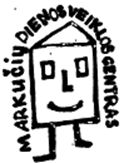 MARKUČIŲ DIENOS VEIKLOS CENTRAS